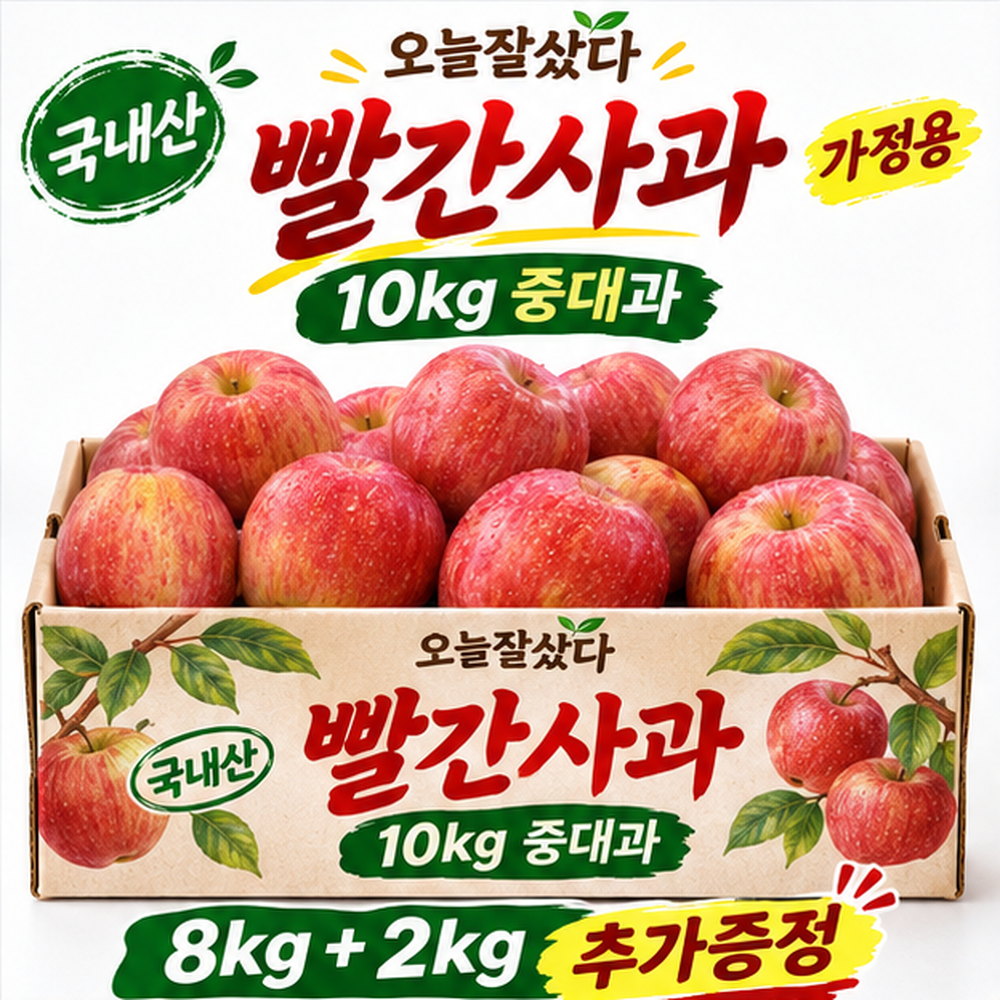 오늘잘샀다
국내산
빨간사과
가정용
10kg 중대과
오늘잘샀다
빨간사과
국내산
10kg 중대과
8kg + 2kg 추가증정